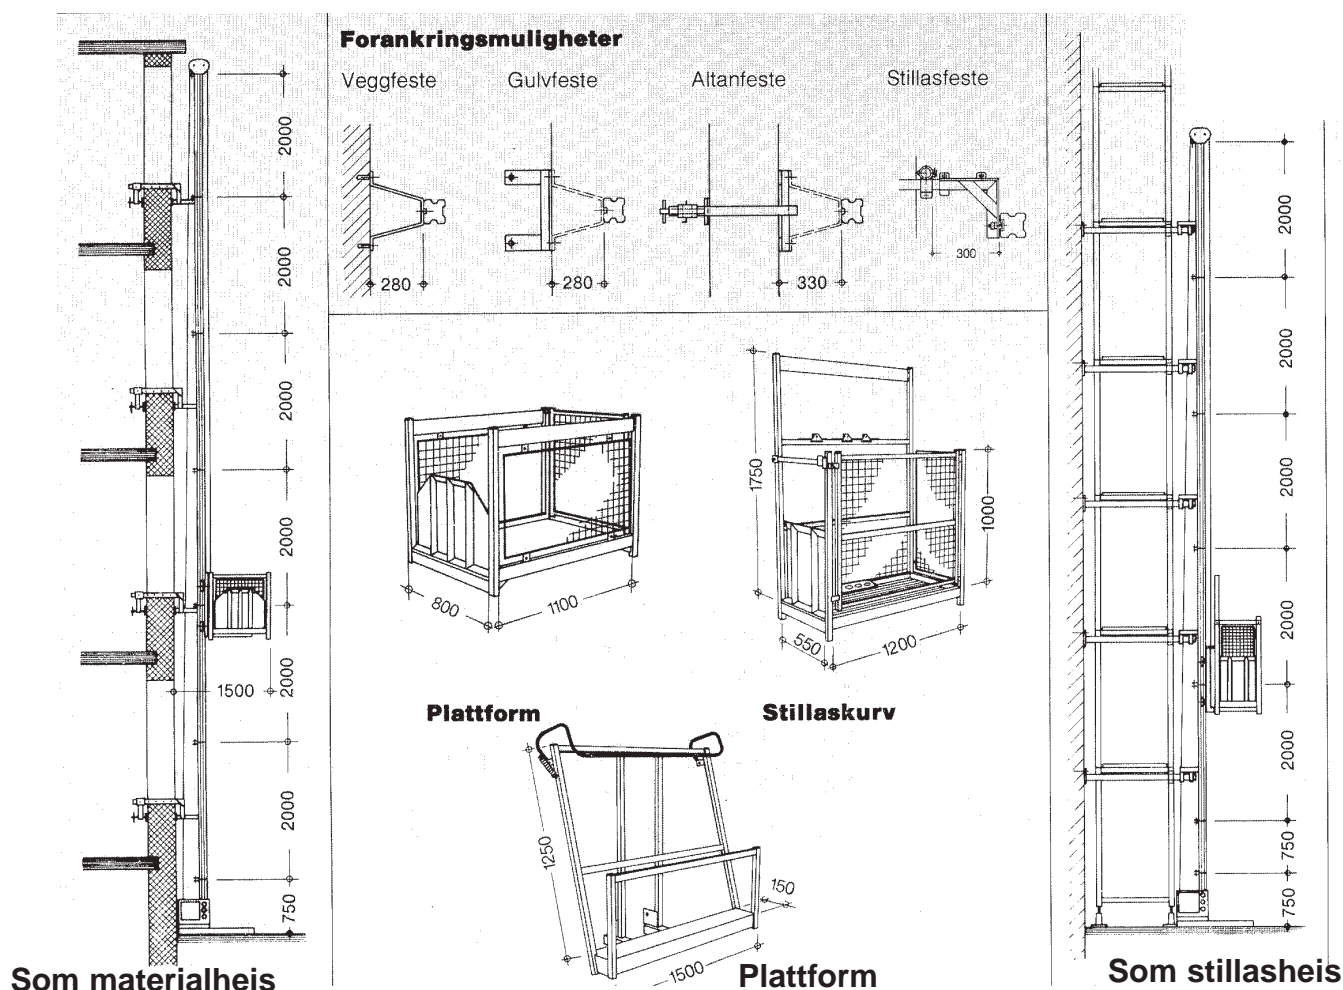 Forankringsmuligheter
Veggfeste
Gulvfeste
Altanfeste
Stillasfeste
280
280
330
300
2000
2000
2000
2000
2000
2000
750
1500
Som materialheis
800
1100
Plattform
1750
1000
550
1200
Stillaskurv
1250
150
1500
Plattform
2000
2000
2000
2000
2000
750
750
Som stillasheis